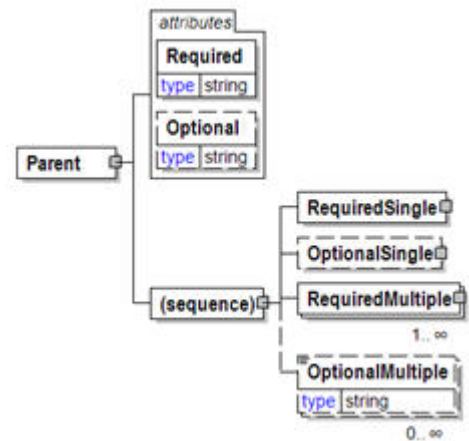 attributes
Required
type string
Optional
type string
Parent
RequiredSingle
OptionalSingle
(sequence)
RequiredMultiple
1.. ∞
OptionalMultiple
type string
0.. ∞